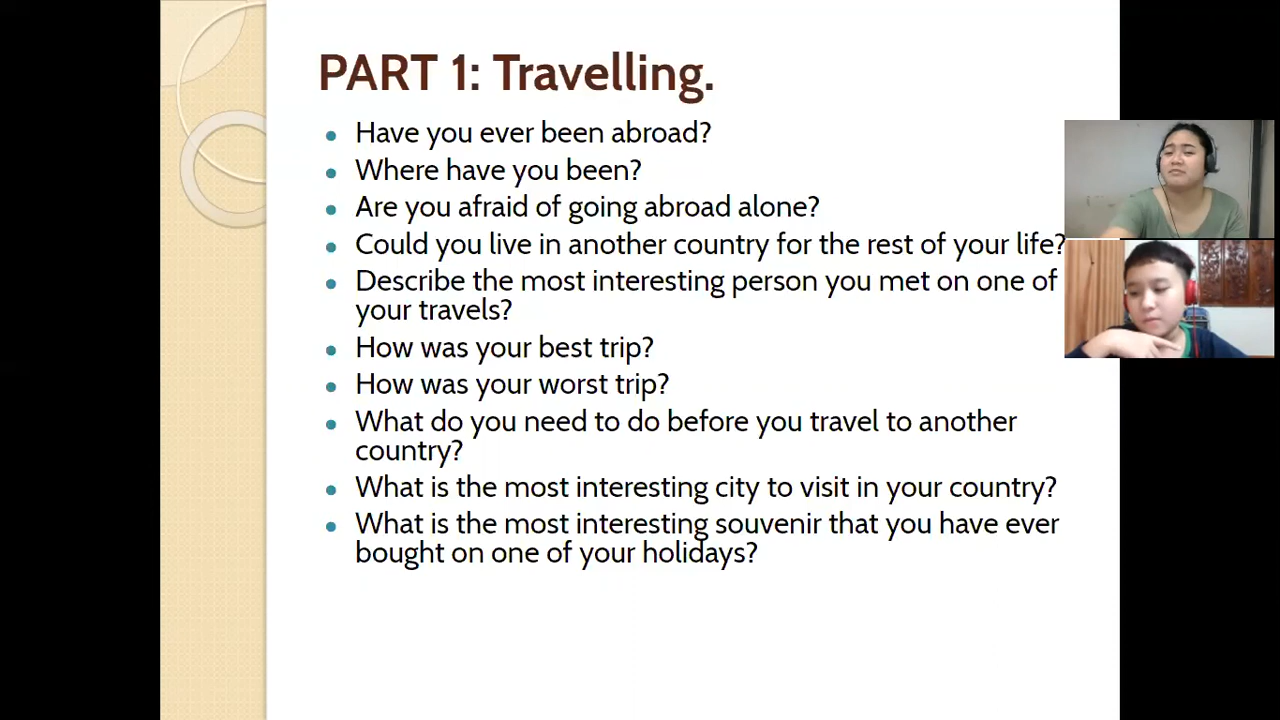 PART 1: Travelling.
Have you ever been abroad?
Where have you been?
Are you afraid of going abroad alone?
Could you live in another country for the rest of your life?
Describe the most interesting person you met on one of
your travels?
How was your best trip?
How was your worst trip?
What do you need to do before you travel to another
country?
What is the most interesting city to visit in your country?
What is the most interesting souvenir that you have ever
bought on one of your holidays?